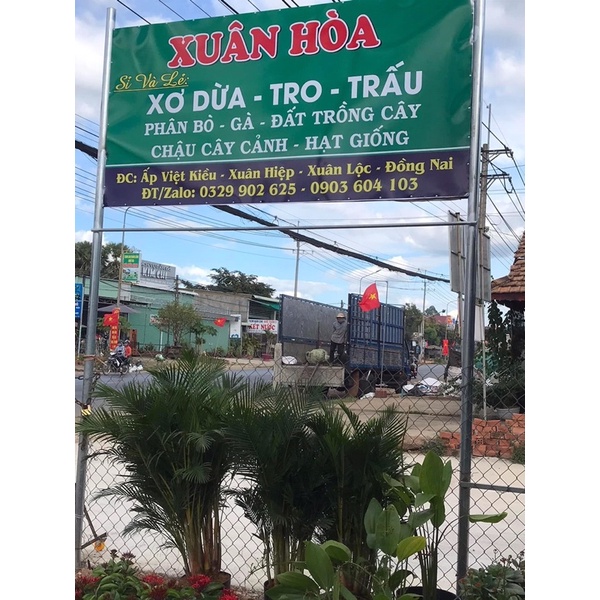 XUÂN HÒA
Sỉ Và Lẻ:
XƠ DỪA - TRO - TRẤU
PHÂN BÒ - GÀ - ĐẤT TRỒNG CÂY
CHẬU CÂY CẢNH - HẠT GIỐNG
ĐC: Ấp Việt Kiều - Xuân Hiệp - Xuân Lộc - Đồng Nai
ĐT/Zalo: 0329 902 625 - 0903 604 103
KÉT NƯỚC